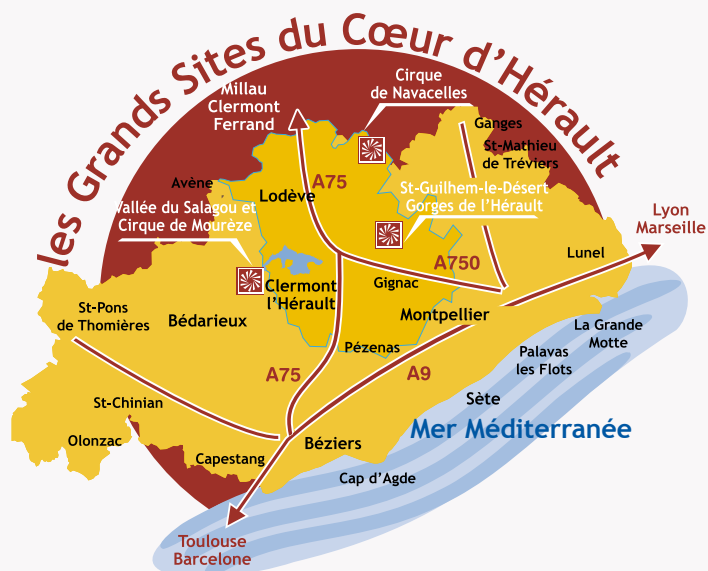 les Grands Sites du Cœur d’Hérault
Millau
Clermont
Ferrand
Cirque
de Navacelles
Ganges
St-Mathieu
de Tréviers
Avène
Lodève
A75
St-Guilhem-le-Désert
Gorges de l’Hérault
Vallée du Salagou et
Cirque de Mourèze
Lyon
Marseille
A750
Lunel
Clermont
l’Hérault
Gignac
St-Pons
de Thomières
Bédarieux
Montpellier
La Grande
Motte
Pézenas
Palavas
les Flots
A75
A9
St-Chinian
Sète
Mer Méditerranée
Olonzac
Béziers
Capestang
Cap d’Agde
Toulouse
Barcelone